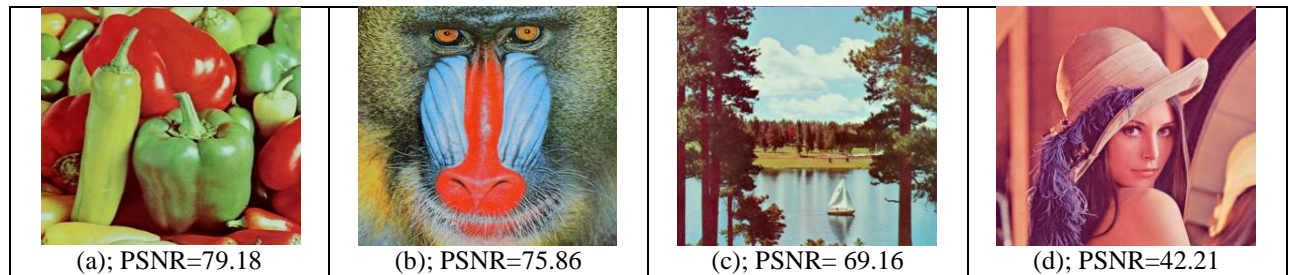 (a); PSNR=79.18
(b); PSNR=75.86
(c); PSNR= 69.16
(d); PSNR=42.21